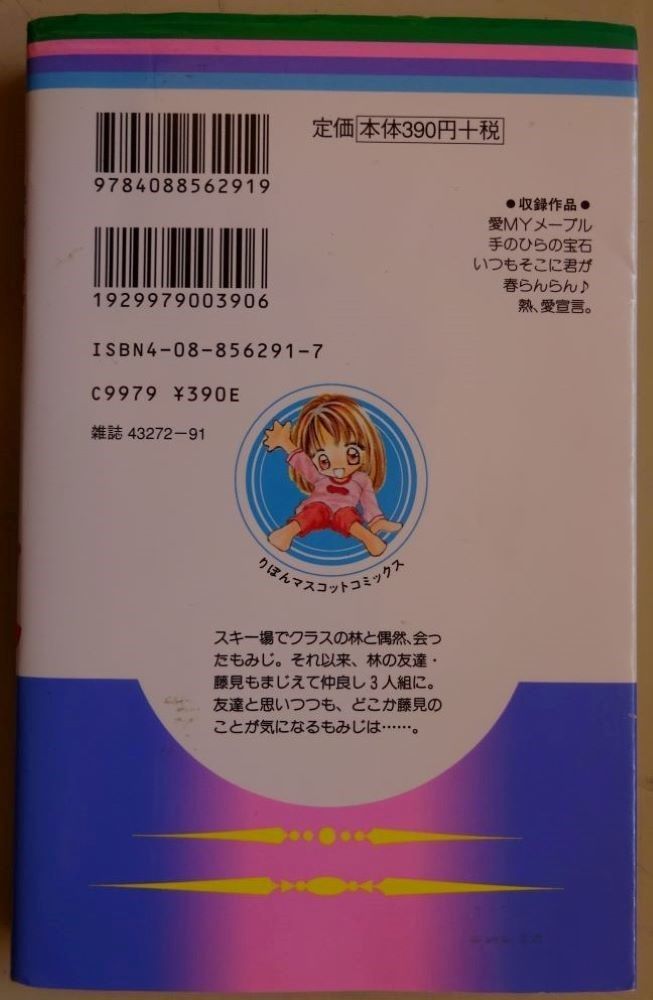 9784088562919
定価 本体390円+税
1929979003906
●収録作品●
愛MYメープル
手のひらの宝石
いつもそこに君が
春らんらん♪
熱、愛宣言。
ISBN4-08-856291-7
C9979 ¥390E
雑誌 43272-91
りぼんマスコットコミックス
スキー場でクラスの林と偶然、会っ
たもみじ。それ以来、林の友達・
藤見もまじえて仲良し3人組に。
友達と思いつつも、どこか藤見の
ことが気になるもみじは……。